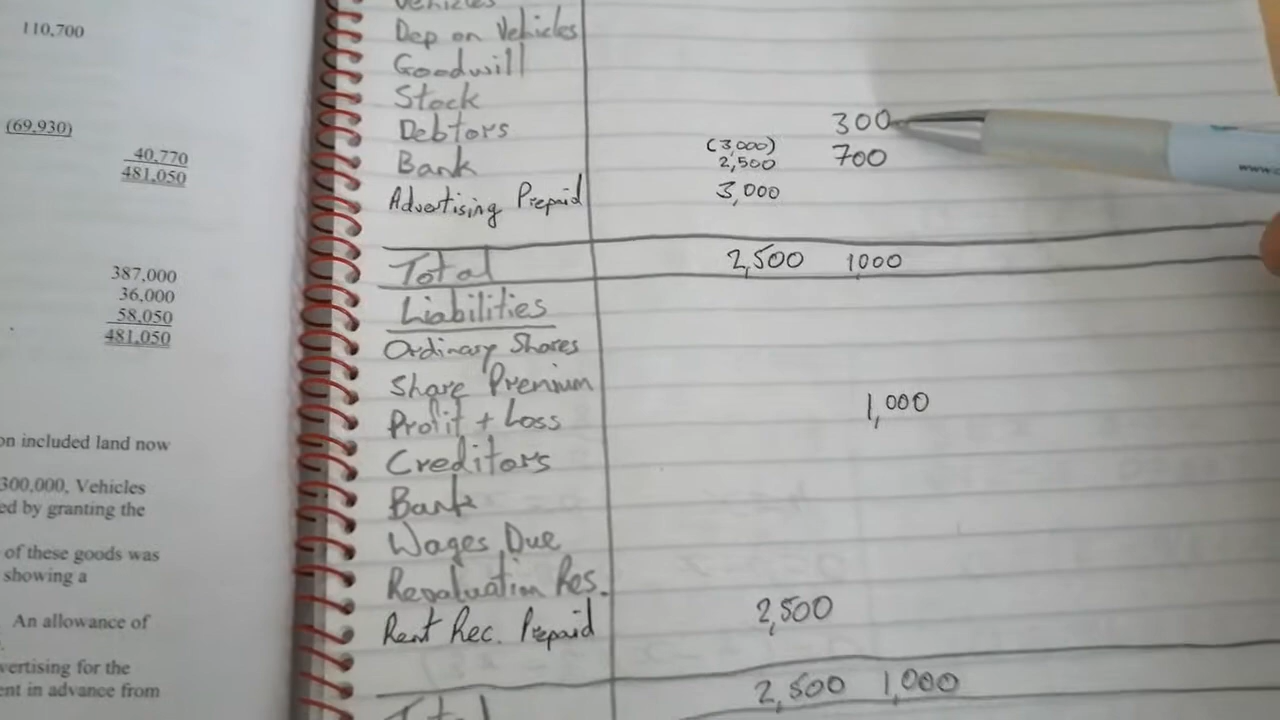 110,700
(69,930)
40,770
481,050
387,000
36,000
58,050
481,050
on included land now
300,000, Vehicles
ed by granting the
of these goods was
showing a
An allowance of
vertising for the
ent in advance from
Vehicles
Dep on Vehicles
Goodwill
Stock
Debtors 300
Bank (3,000) 2,500 700
Advertising Prepaid 3,000
Total 2,500 1000
Liabilities
Ordinary Shares
Share Premium
Profit + Loss 1,000
Creditors
Bank
Wages Due
Revaluation Res.
Rent Rec. Prepaid 2,500
Total 2,500 1,000